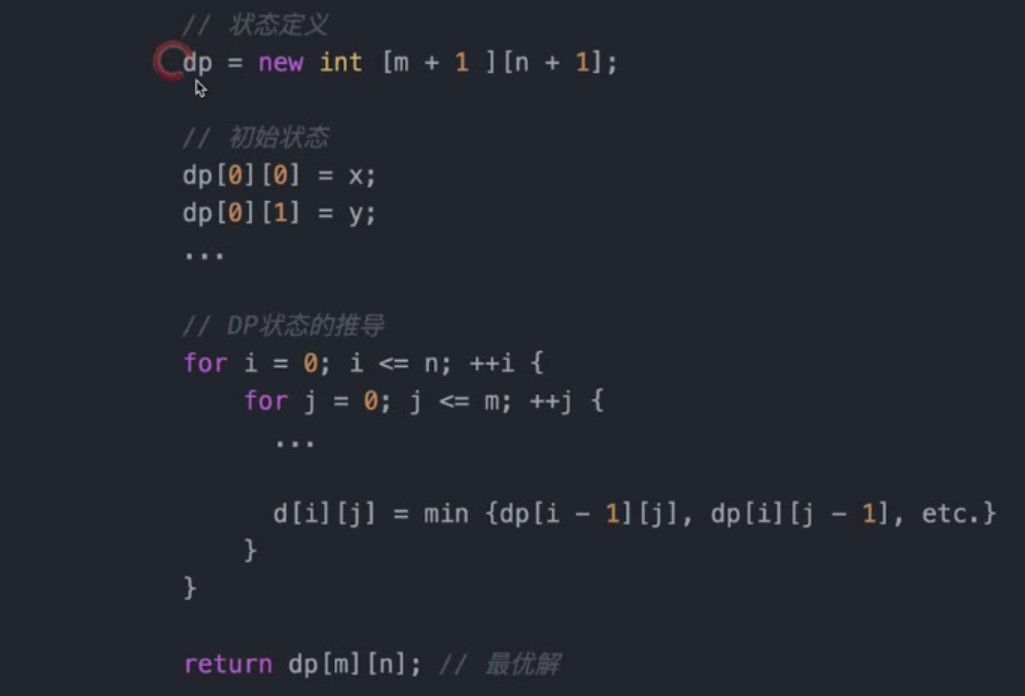 // 状态定义
dp = new int [m + 1 ][n + 1];
// 初始状态
dp[0][0] = x;
dp[0][1] = y;
...
// DP状态的推导
for i = 0; i <= n; ++i {
for j = 0; j <= m; ++j {
...
d[i][j] = min {dp[i - 1][j], dp[i][j - 1], etc.}
}
}
return dp[m][n]; // 最优解